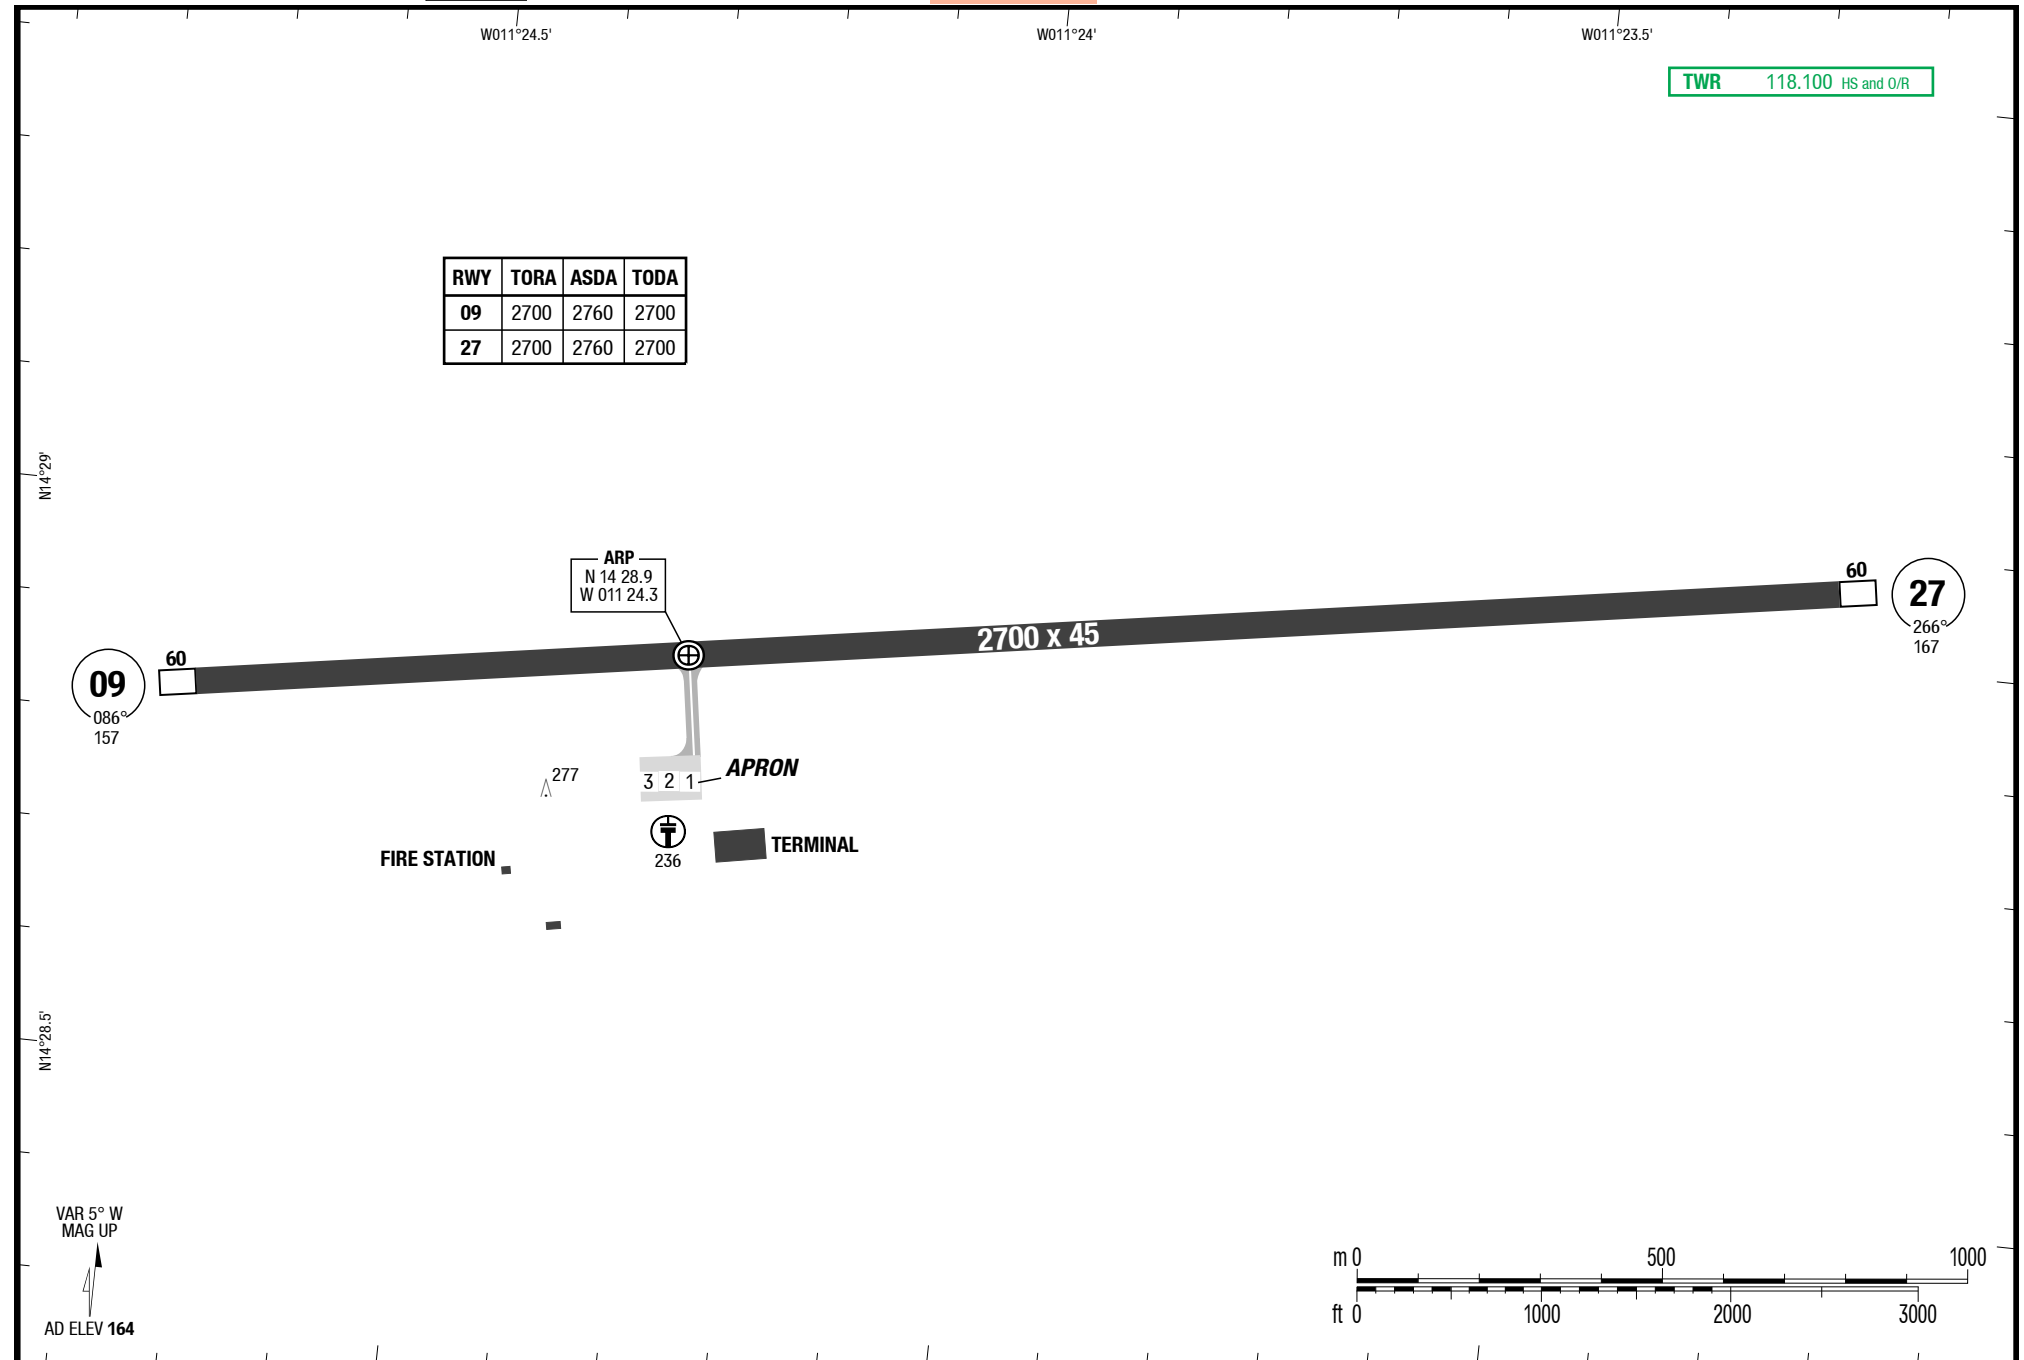 W011°24.5' W011°24' W011°23.5'
TWR 118.100 HS and O/R
RWY TORA ASDA TODA
09 2700 2760 2700
27 2700 2760 2700
N14°29'
ARP
N 14 28.9
W 011 24.3
60
27
266°
167
2700 x 45
60
09
086°
157
277
3 2 1
APRON
236
TERMINAL
FIRE STATION
N14°28.5'
VAR 5° W
MAG UP
AD ELEV 164
m 0 500 1000
ft 0 1000 2000 3000